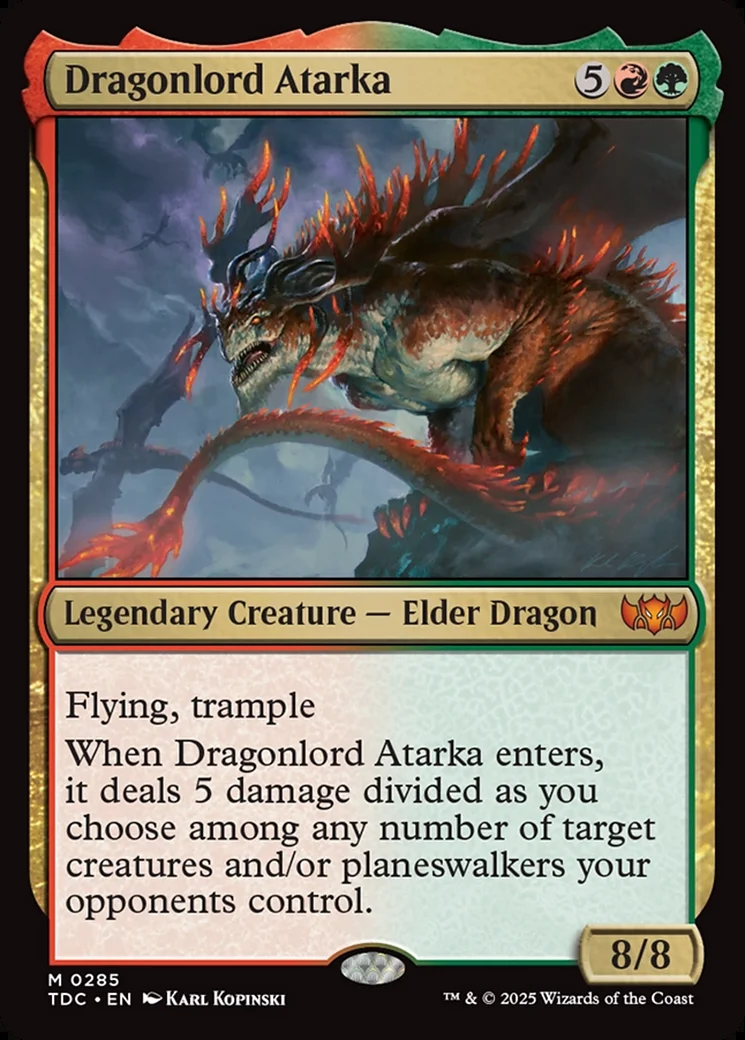 Dragonlord Atarka 5
Legendary Creature — Elder Dragon
Flying, trample
When Dragonlord Atarka enters,
it deals 5 damage divided as you
choose among any number of target
creatures and/or planeswalkers your
opponents control.
8/8
M 0285
TDC • EN Karl Kopinski
™ & © 2025 Wizards of the Coast